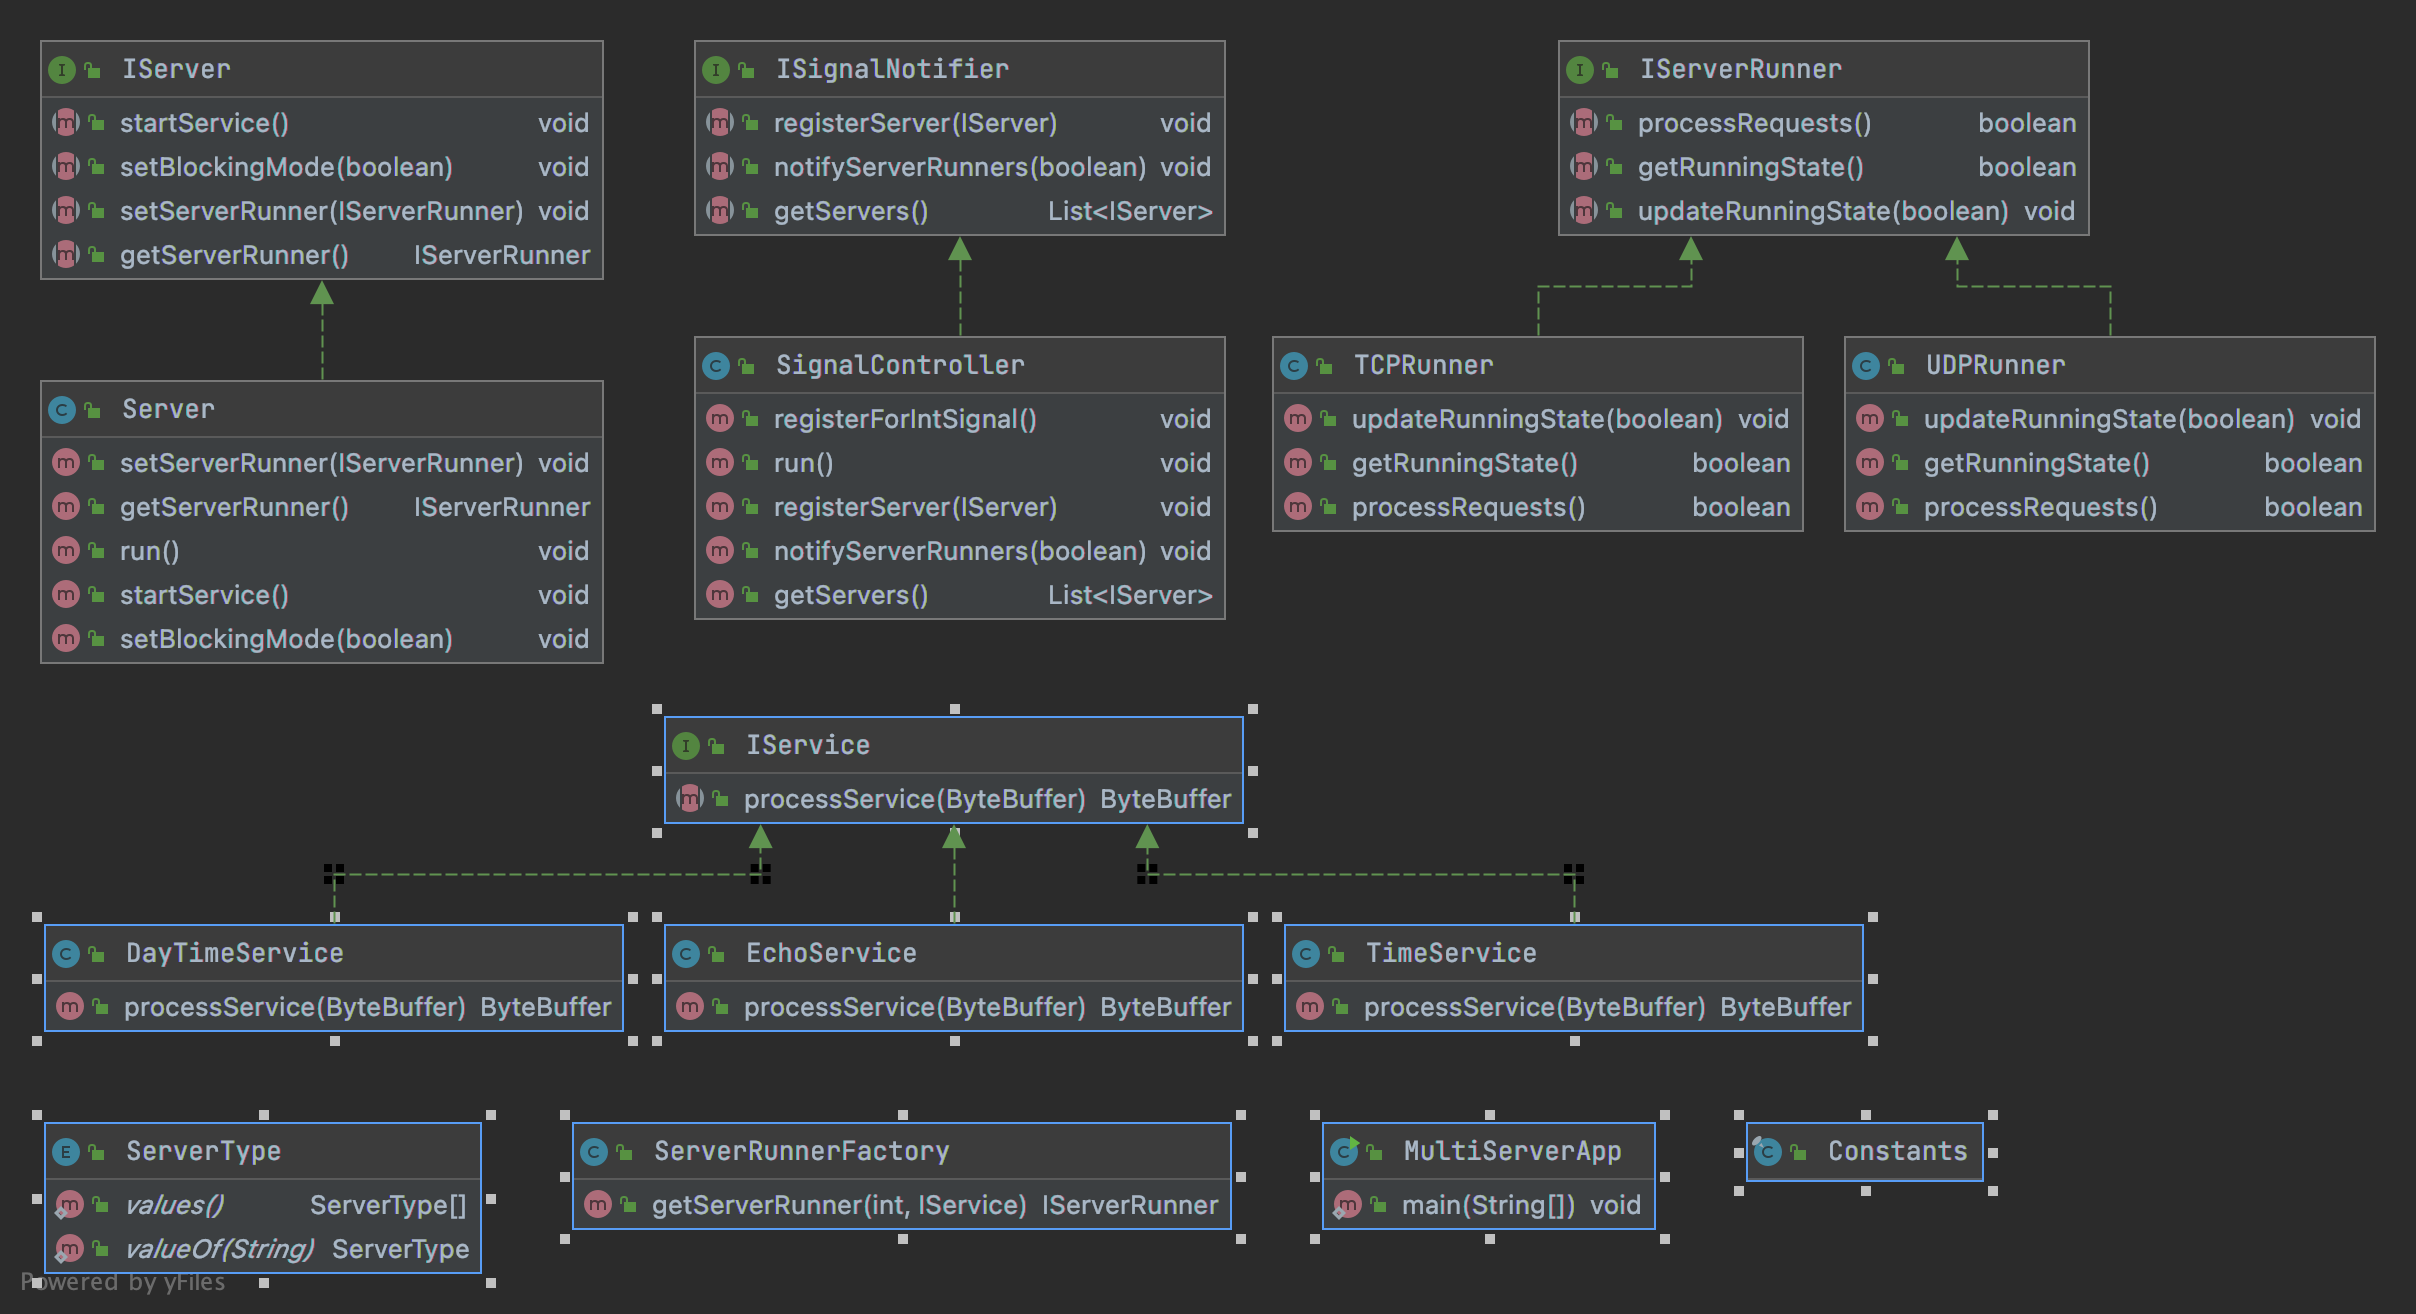 IServer
startService() void
setBlockingMode(boolean) void
setServerRunner(IServerRunner) void
getServerRunner() IServerRunner
ISignalNotifier
registerServer(IServer) void
notifyServerRunners(boolean) void
getServers() List<IServer>
IServerRunner
processRequests() boolean
getRunningState() boolean
updateRunningState(boolean) void
Server
setServerRunner(IServerRunner) void
getServerRunner() IServerRunner
run() void
startService() void
setBlockingMode(boolean) void
SignalController
registerForIntSignal() void
run() void
registerServer(IServer) void
notifyServerRunners(boolean) void
getServers() List<IServer>
TCPRunner
updateRunningState(boolean) void
getRunningState() boolean
processRequests() boolean
UDPRunner
updateRunningState(boolean) void
getRunningState() boolean
processRequests() boolean
IService
processService(ByteBuffer) ByteBuffer
DayTimeService
processService(ByteBuffer) ByteBuffer
EchoService
processService(ByteBuffer) ByteBuffer
TimeService
processService(ByteBuffer) ByteBuffer
ServerType
values() ServerType[]
valueOf(String) ServerType
ServerRunnerFactory
getServerRunner(int, IService) IServerRunner
MultiServerApp
main(String[]) void
Constants
Powered by yFiles